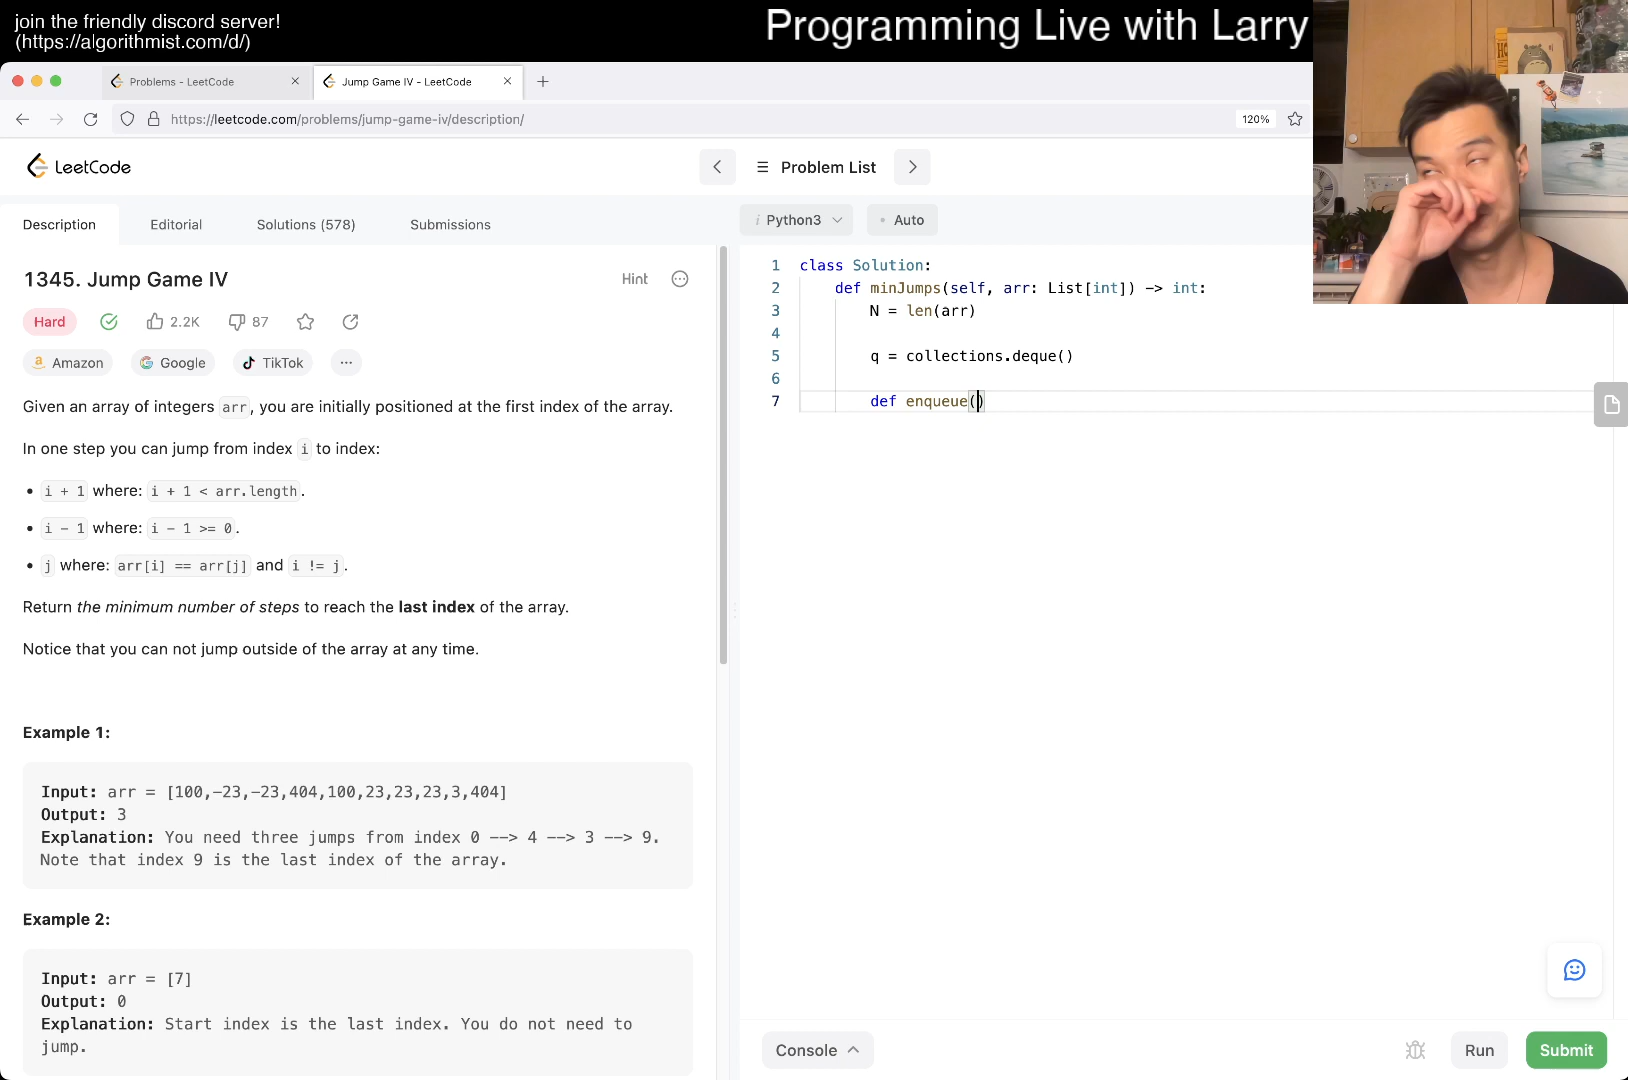 join the friendly discord server!
(https://algorithmist.com/d/)
Programming Live with Larry
Problems - LeetCode
Jump Game IV - LeetCode
https://leetcode.com/problems/jump-game-iv/description/
120%
LeetCode
Problem List
Description
Editorial
Solutions (578)
Submissions
i Python3
Auto
1345. Jump Game IV
Hint
Hard
2.2K
87
Amazon
Google
TikTok
Given an array of integers arr, you are initially positioned at the first index of the array.
In one step you can jump from index i to index:
• i + 1 where: i + 1 < arr.length.
• i - 1 where: i - 1 >= 0.
• j where: arr[i] == arr[j] and i != j.
Return the minimum number of steps to reach the last index of the array.
Notice that you can not jump outside of the array at any time.
Example 1:
Input: arr = [100,-23,-23,404,100,23,23,23,3,404]
Output: 3
Explanation: You need three jumps from index 0 --> 4 --> 3 --> 9.
Note that index 9 is the last index of the array.
Example 2:
Input: arr = [7]
Output: 0
Explanation: Start index is the last index. You do not need to
jump.
1 class Solution:
2 def minJumps(self, arr: List[int]) -> int:
3 N = len(arr)
4
5 q = collections.deque()
6
7 def enqueue()
Console
Run
Submit